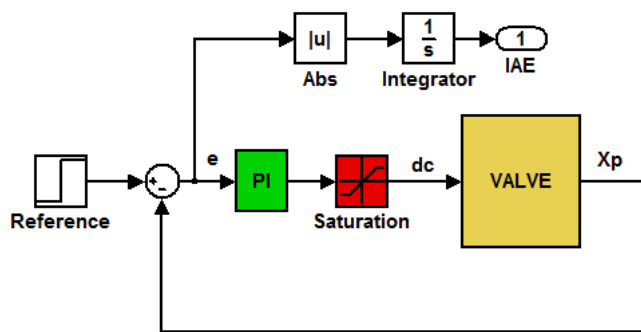 |u|
1
s
1
Abs
Integrator
IAE
e
PI
dc
VALVE
Xp
+
-
Reference
Saturation